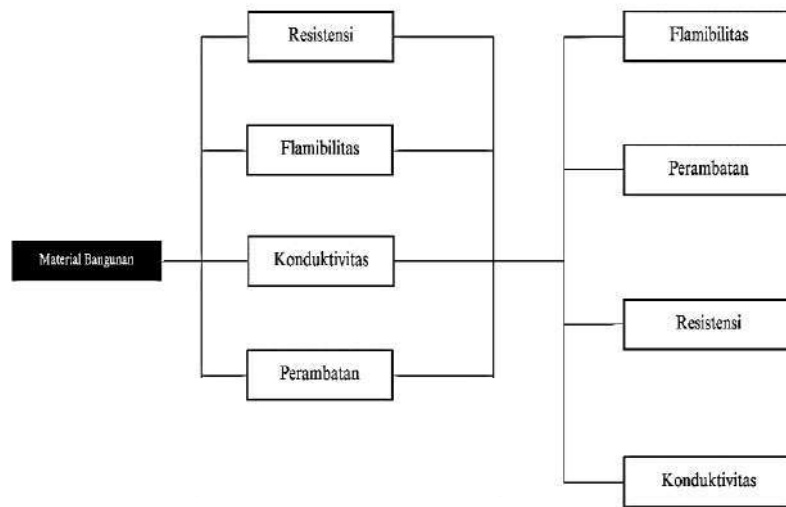 Material Bangunan
Resistensi
Flamibilitas
Konduktivitas
Perambatan
Flamibilitas
Perambatan
Resistensi
Konduktivitas